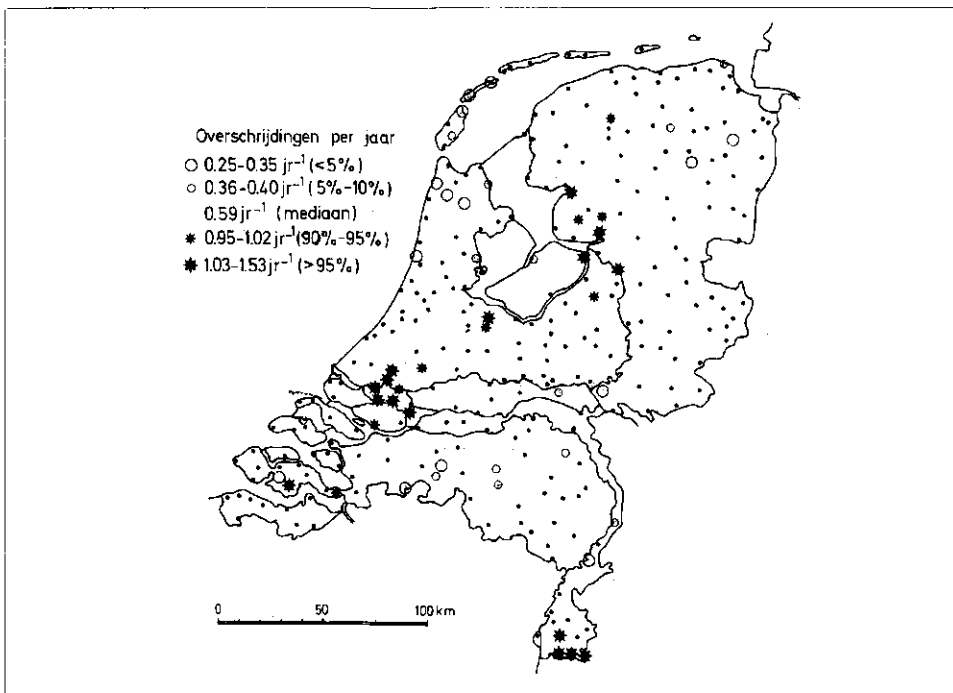 Overschrijdingen per jaar
0.25-0.35 jr⁻¹ (<5%)
0.36-0.40 jr⁻¹ (5%-10%)
0.59 jr⁻¹ (mediaan)
0.95-1.02 jr⁻¹ (90%-95%)
1.03-1.53 jr⁻¹ (>95%)
0 50 100 km